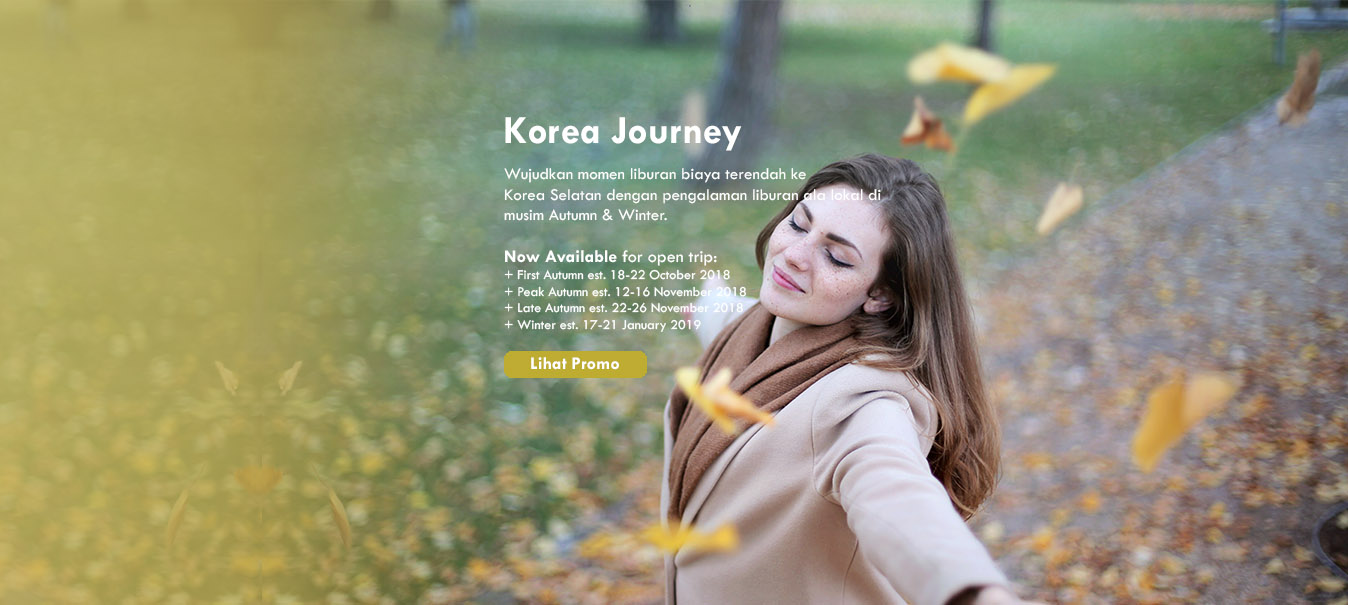 Korea Journey
Wujudkan momen liburan biaya terendah ke
Korea Selatan dengan pengalaman liburan ala lokal di
musim Autumn & Winter.
Now Available for open trip:
+ First Autumn est. 18-22 October 2018
+ Peak Autumn est. 12-16 November 2018
+ Late Autumn est. 22-26 November 2018
+ Winter est. 17-21 January 2019
Lihat Promo